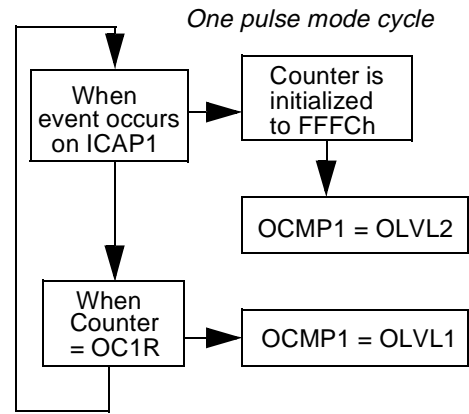 One pulse mode cycle
When
event occurs
on ICAP1
Counter is
initialized
to FFFCh
OCMP1 = OLVL2
When
Counter
= OC1R
OCMP1 = OLVL1